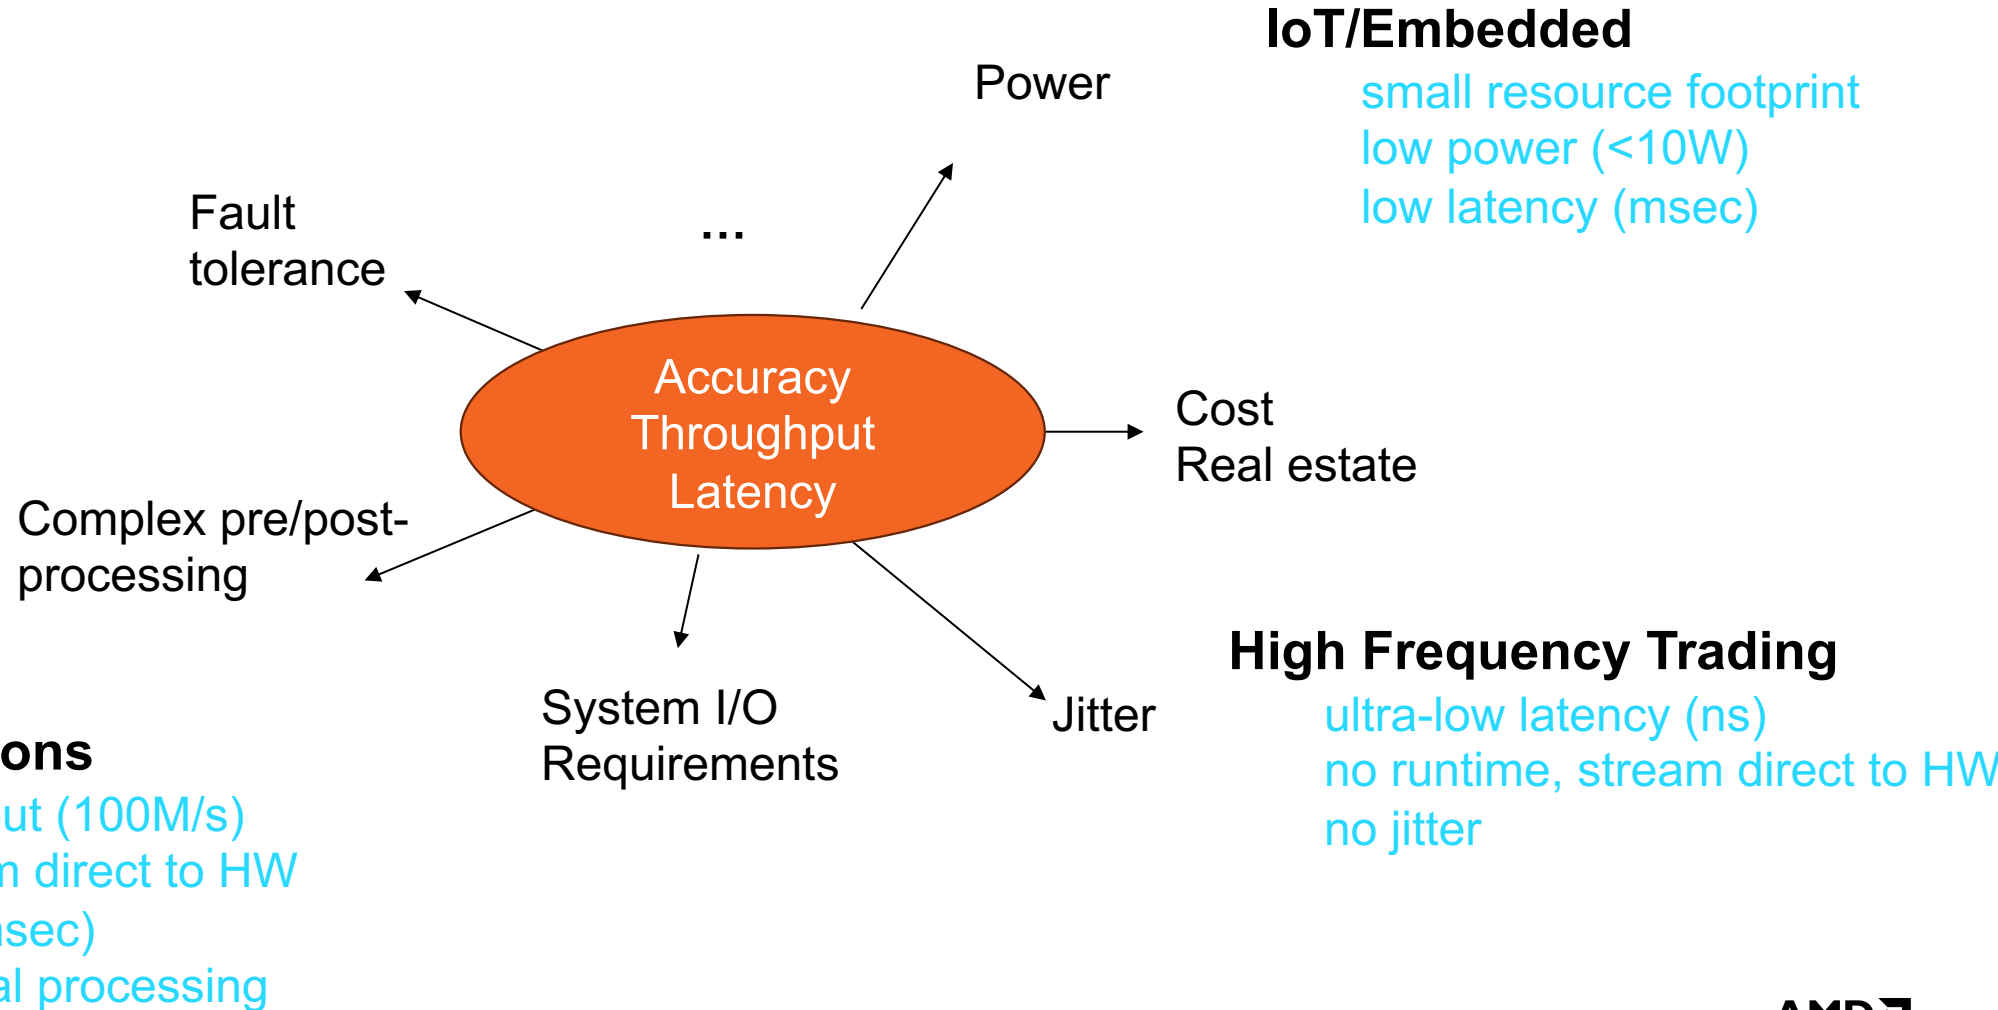 IoT/Embedded
small resource footprint
low power (<10W)
low latency (msec)
Power
Fault
tolerance
...
Accuracy
Throughput
Latency
Cost
Real estate
Complex pre/post-
processing
System I/O
Requirements
Jitter
High Frequency Trading
ultra-low latency (ns)
no runtime, stream direct to HW
no jitter
ons
ut (100M/s)
direct to HW
sec)
al processing
AMD